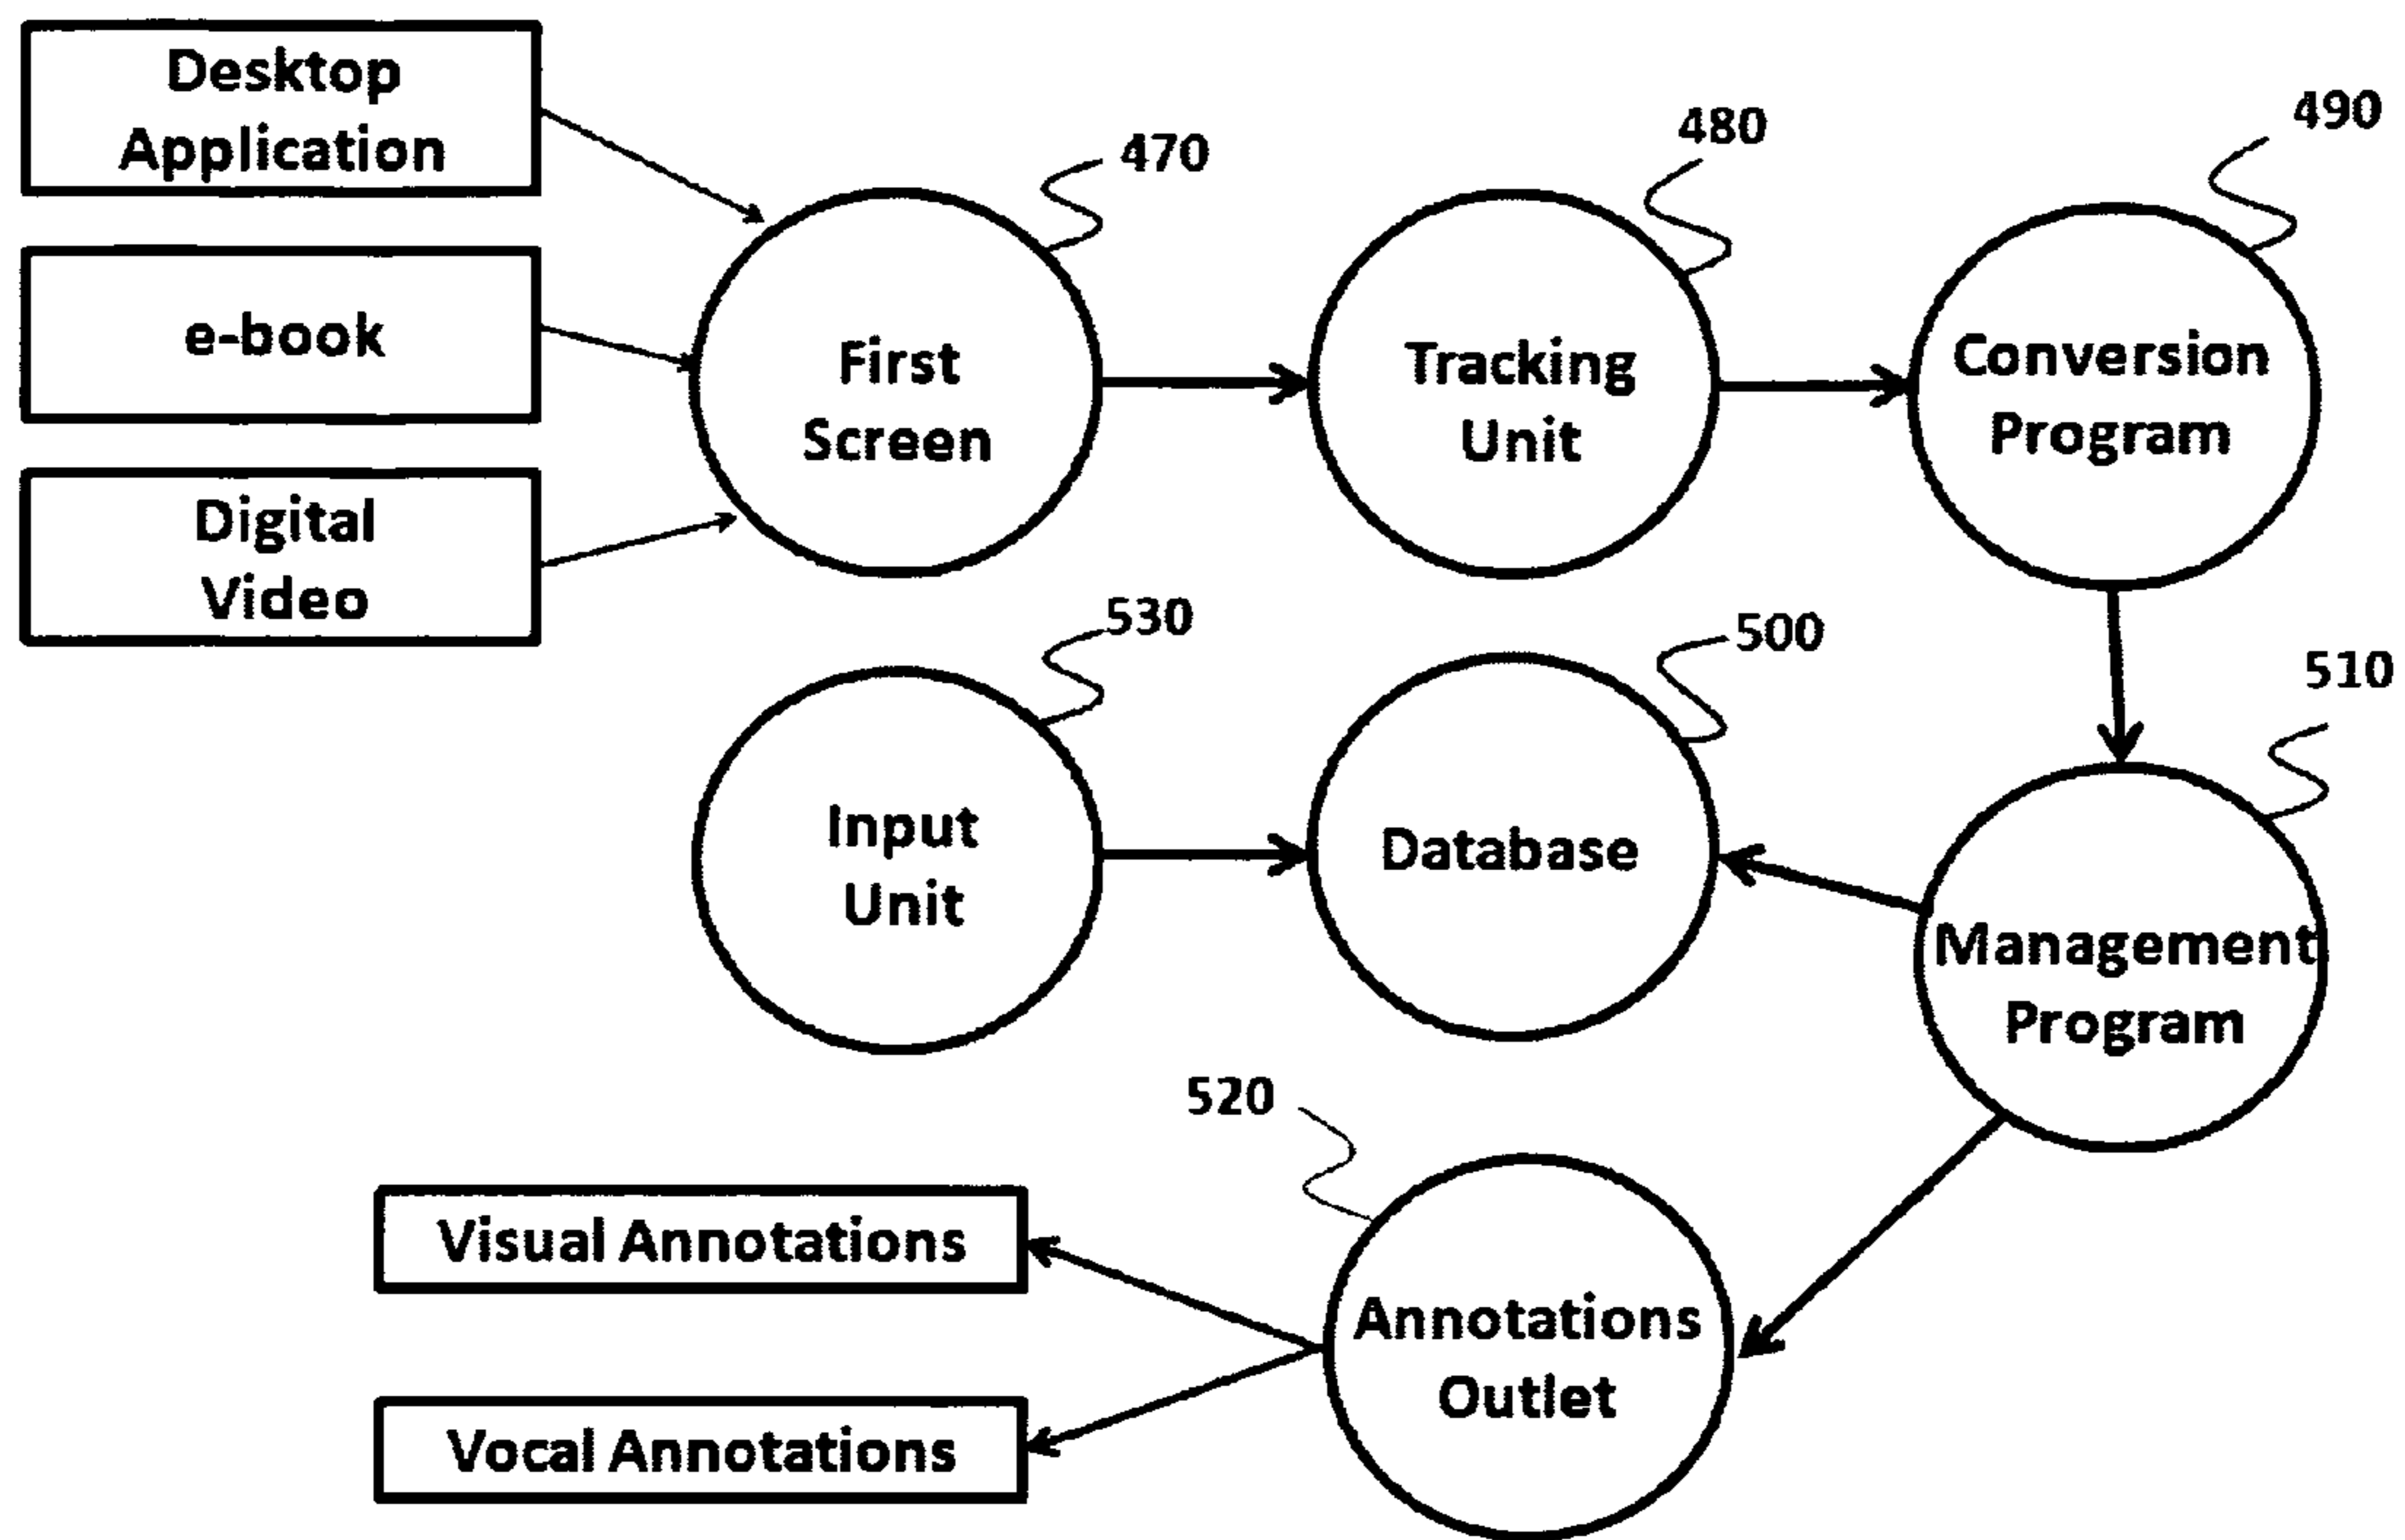 Desktop
Application
e-book
Digital
Video
470
First
Screen
480
Tracking
Unit
490
Conversion
Program
530
Input
Unit
500
Database
510
Management
Program
520
Annotations
Outlet
Visual Annotations
Vocal Annotations